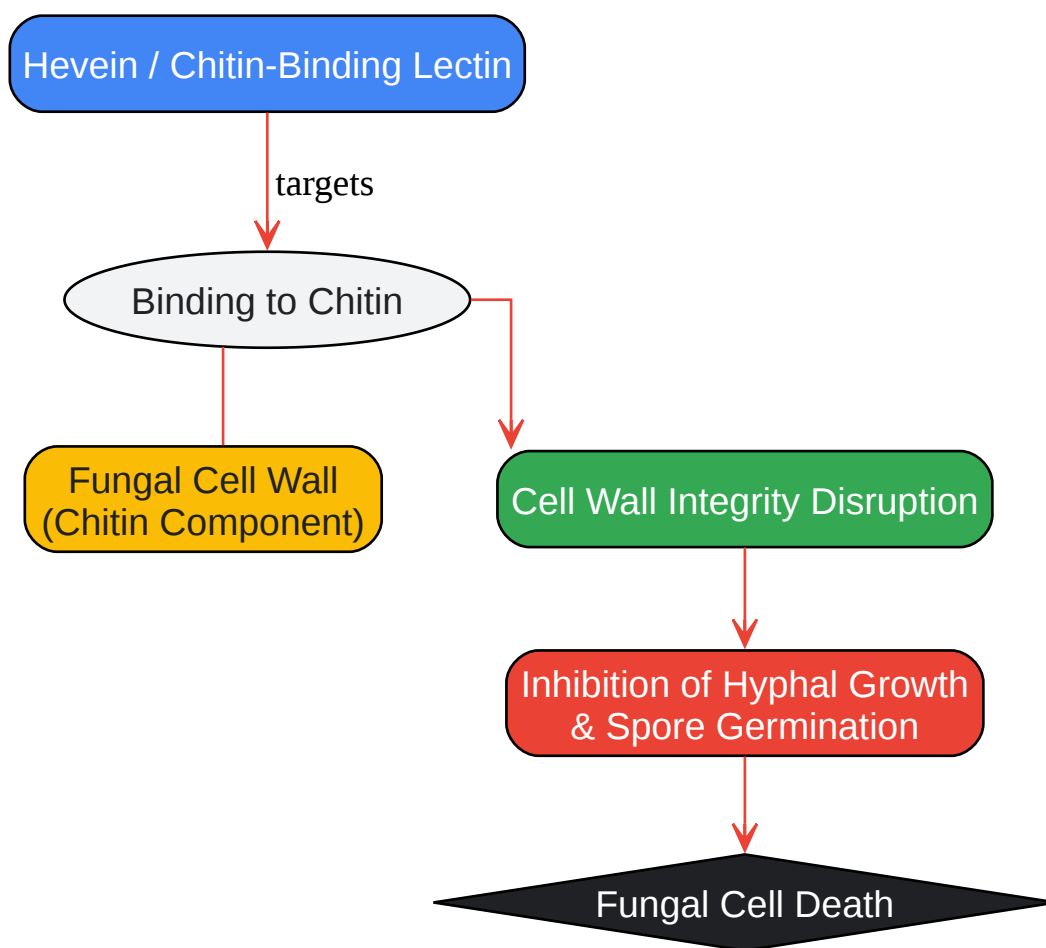 Hevein / Chitin-Binding Lectin
targets
Binding to Chitin
Fungal Cell Wall
(Chitin Component)
Cell Wall Integrity Disruption
Inhibition of Hyphal Growth
& Spore Germination
Fungal Cell Death